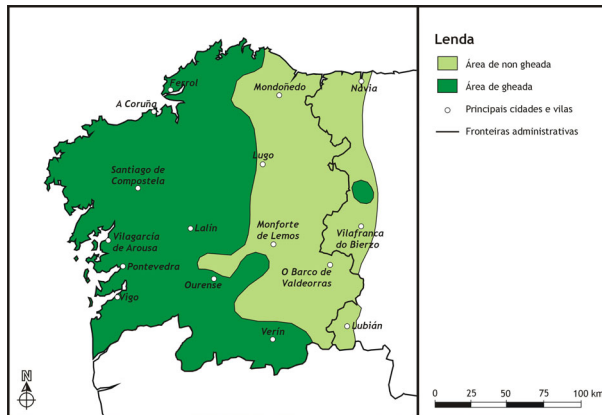 Ferrol
A Coruña
Mondoñedo
Navia
Lugo
Santiago de
Compostela
Lalín
Vilagarcía
de Arousa
Monforte
de Lemos
Vilafranca
do Bierzo
Pontevedra
Ourense
O Barco de
Valdeorras
Vigo
Verín
Lubián
N
Lenda
Área de non gheada
Área de gheada
Principais cidades e vilas
Fronteiras administrativas
0 25 50 75 100 km